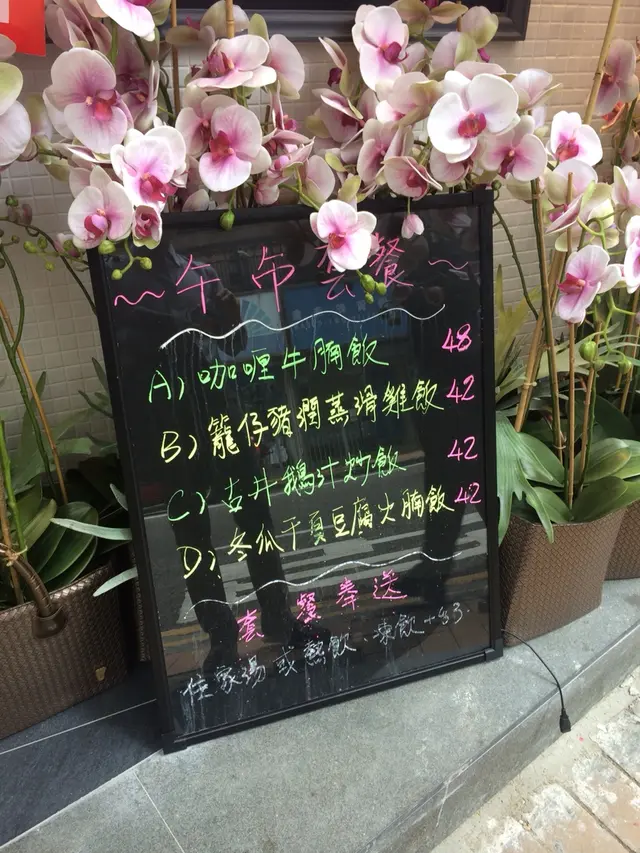 ~午市套餐~
A) 咖喱牛腩飯 48
B) 籠仔豬潤蒸滑雞飯 42
C) 古井鵝汁炒飯 42
D) 冬瓜千頁豆腐火腩飯 42
套餐奉送
住家湯或熱飲 凍飲+$3.